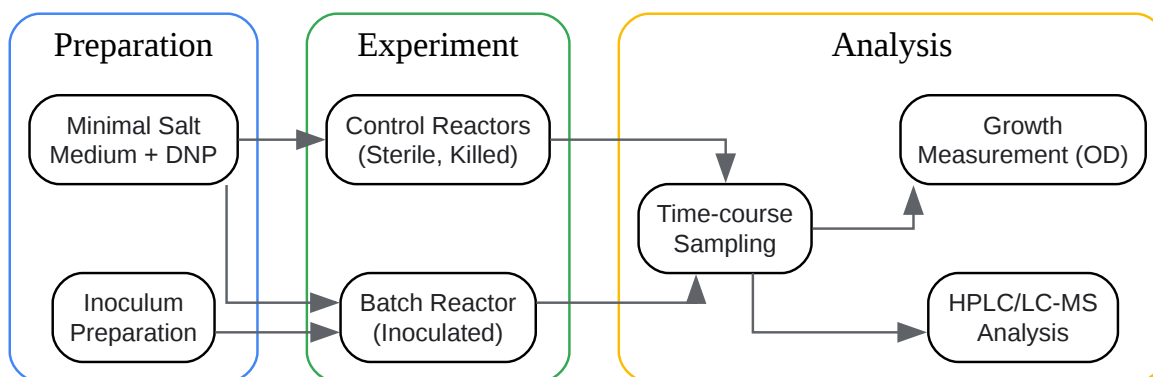 Preparation
Experiment
Analysis
Minimal Salt
Medium + DNP
Control Reactors
(Sterile, Killed)
Growth
Measurement (OD)
Time-course
Sampling
Inoculum
Preparation
Batch Reactor
(Inoculated)
HPLC/LC-MS
Analysis